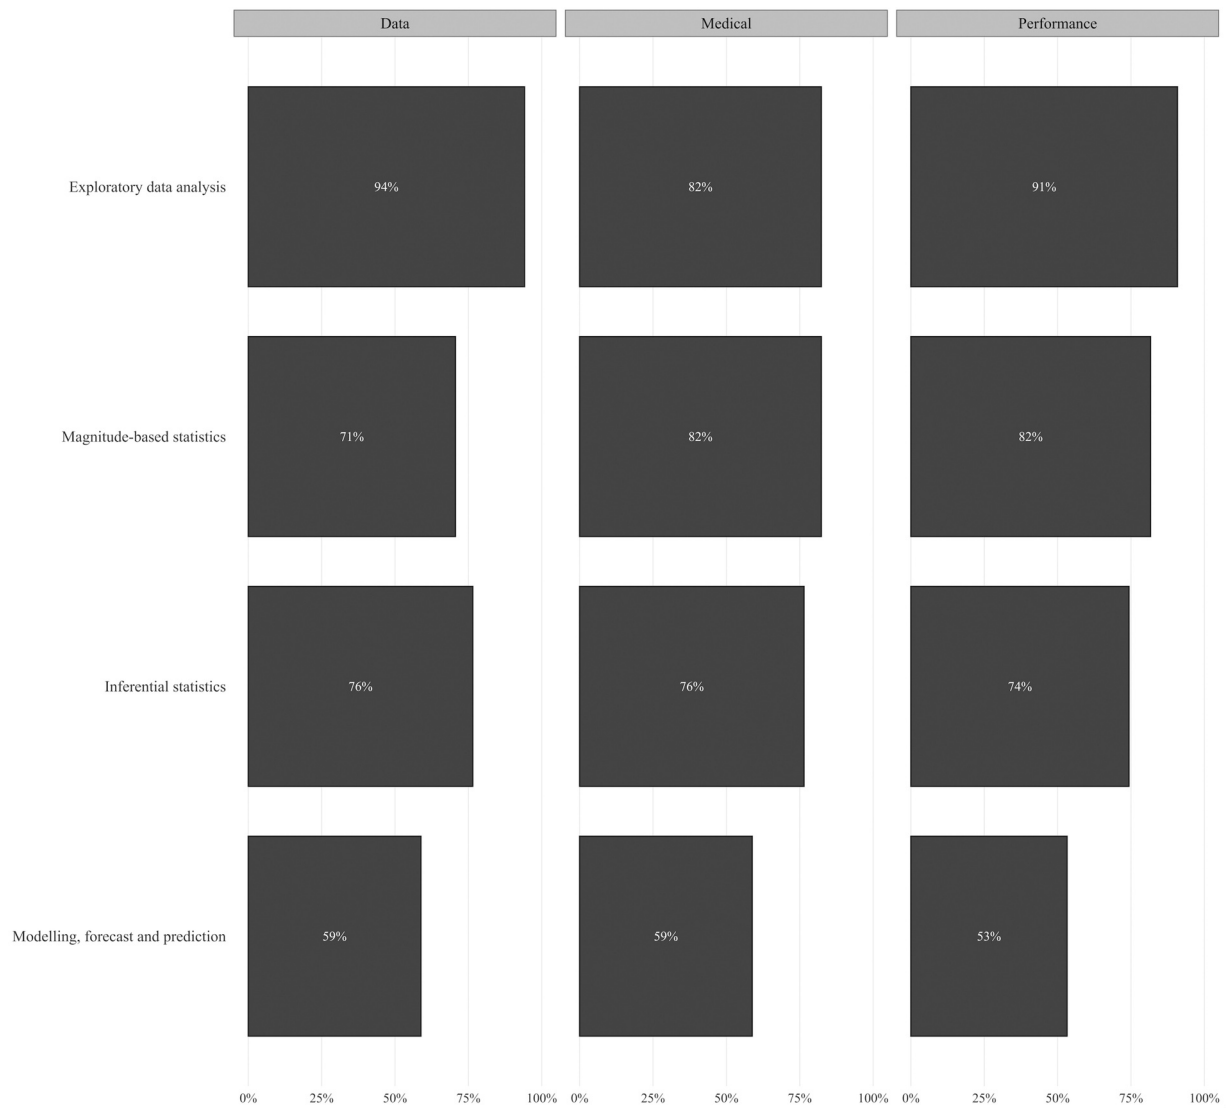 Data Medical Performance
Exploratory data analysis 94% 82% 91%
Magnitude-based statistics 71% 82% 82%
Inferential statistics 76% 76% 74%
Modelling, forecast and prediction 59% 59% 53%
0% 25% 50% 75% 100% 0% 25% 50% 75% 100% 0% 25% 50% 75% 100%